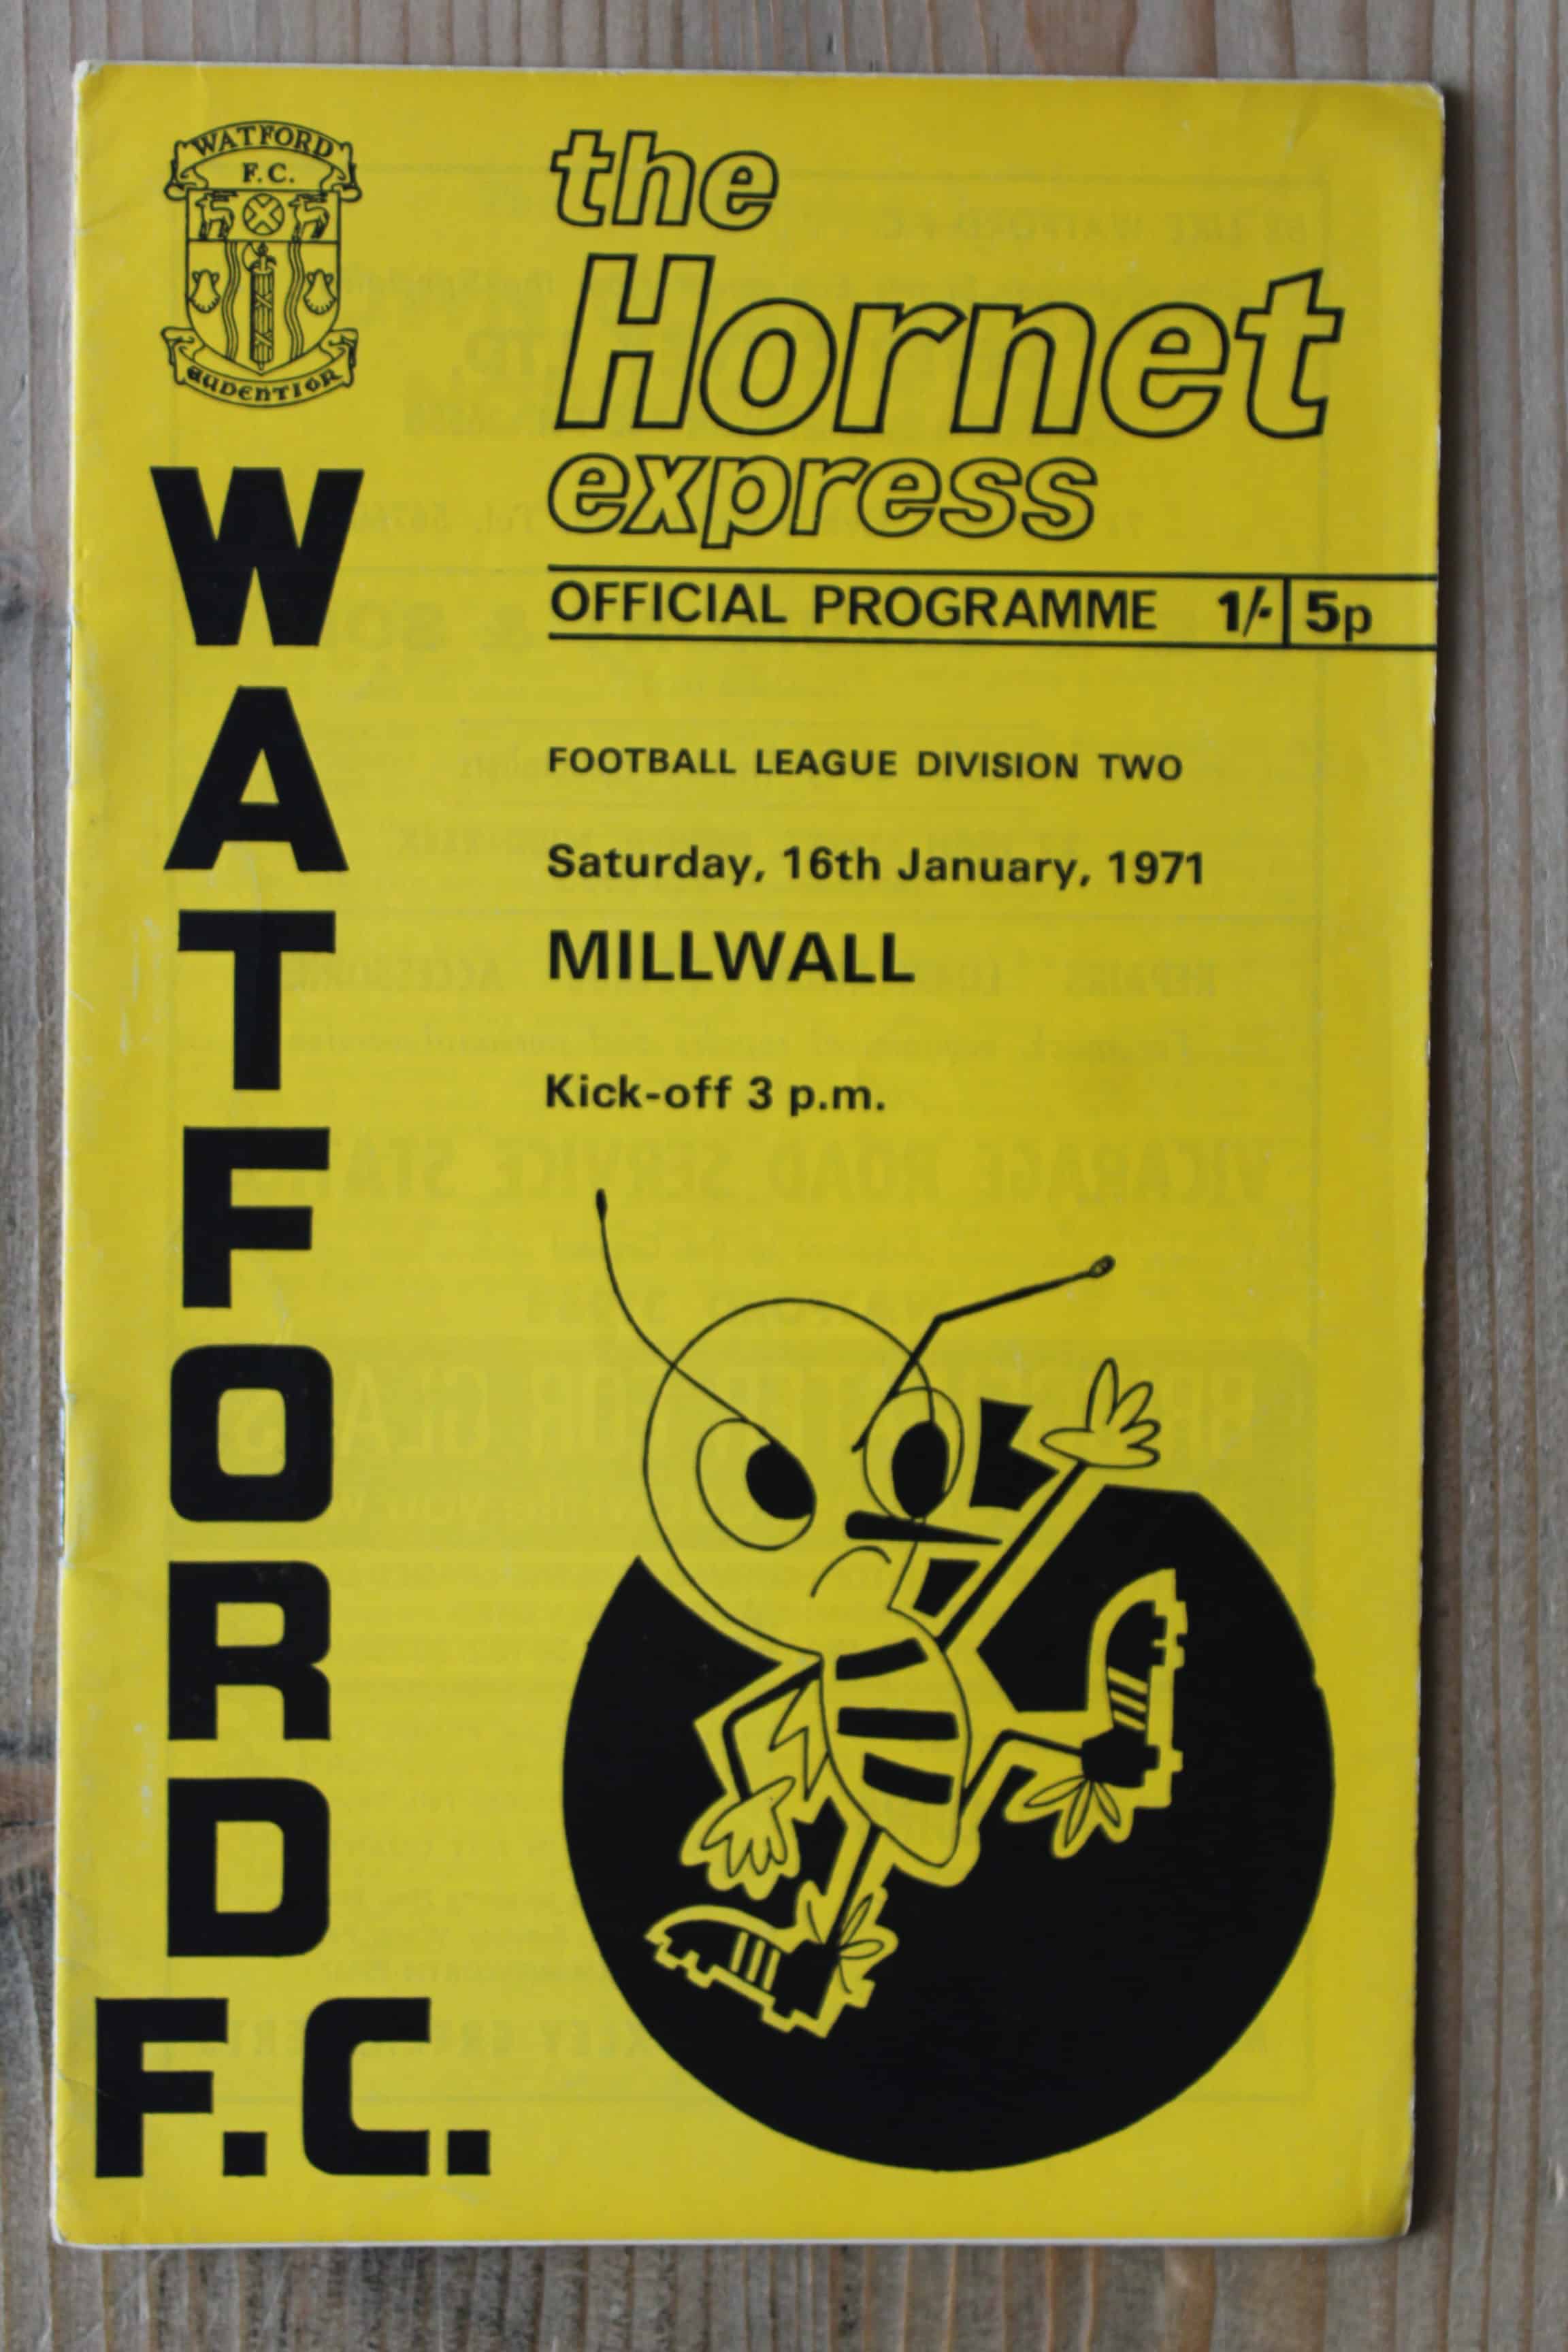 WATFORD
F.C.
AUDENTIOR
the
Hornet
express
OFFICIAL PROGRAMME 1/- 5p
FOOTBALL LEAGUE DIVISION TWO
Saturday, 16th January, 1971
MILLWALL
Kick-off 3 p.m.
WATFORD
F.C.